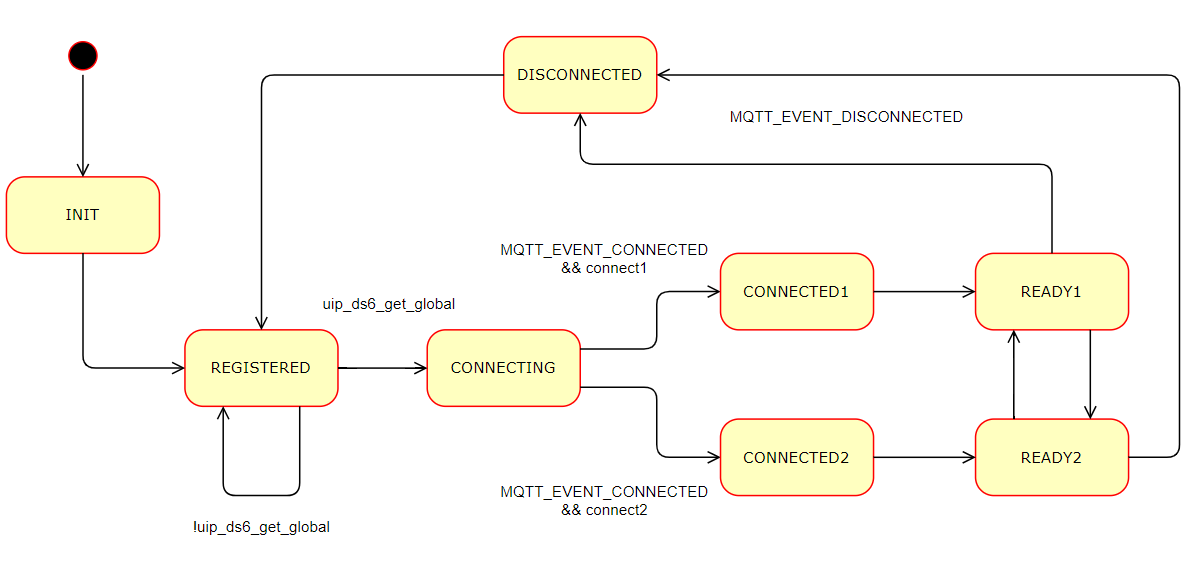 DISCONNECTED
MQTT_EVENT_DISCONNECTED
INIT
MQTT_EVENT_CONNECTED
&& connect1
CONNECTED1
READY1
uip_ds6_get_global
REGISTERED
CONNECTING
CONNECTED2
READY2
MQTT_EVENT_CONNECTED
&& connect2
!uip_ds6_get_global